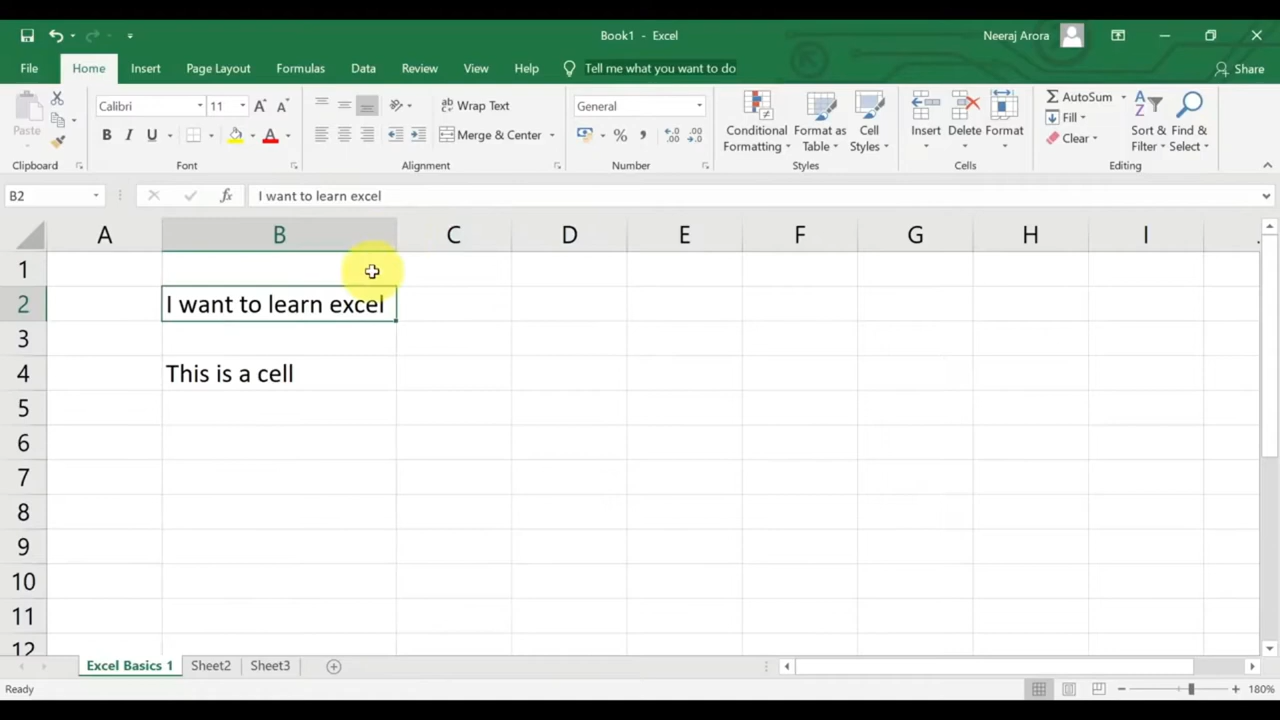 Book1 - Excel
Neeraj Arora
File Home Insert Page Layout Formulas Data Review View Help Tell me what you want to do Share
Paste
Calibri 11
B I U A
Wrap Text
Merge & Center
General
%
Conditional Formatting
Format as Table
Cell Styles
Insert
Delete
Format
AutoSum
Fill
Clear
Sort & Filter
Find & Select
Clipboard Font Alignment Number Styles Cells Editing
B2 fx I want to learn excel
A B C D E F G H I
1
2 I want to learn excel
3
4 This is a cell
5
6
7
8
9
10
11
12
Excel Basics 1 Sheet2 Sheet3
Ready 180%